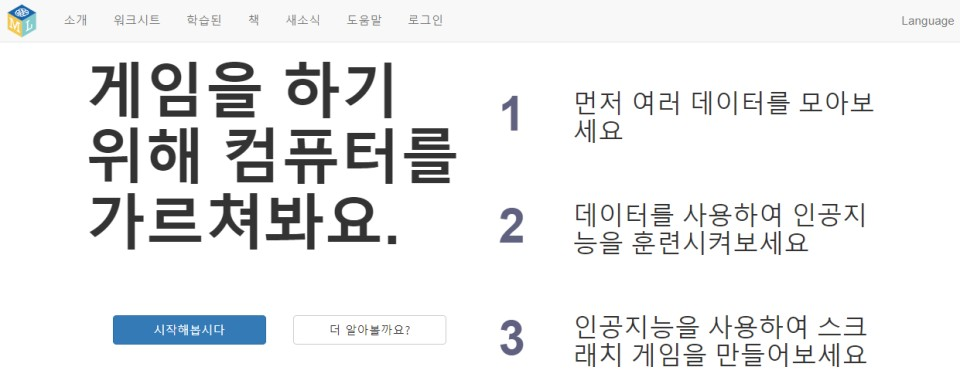 M L
소개 워크시트 학습된 책 새소식 도움말 로그인 Language
게임을 하기
위해 컴퓨터를
가르쳐봐요.
시작해봅시다 더 알아볼까요?
1 먼저 여러 데이터를 모아보
세요
2 데이터를 사용하여 인공지
능을 훈련시켜보세요
3 인공지능을 사용하여 스크
래치 게임을 만들어보세요